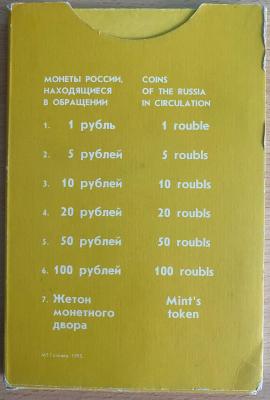 МОНЕТЫ РОССИИ,
НАХОДЯЩИЕСЯ
В ОБРАЩЕНИИ
COINS
OF THE RUSSIA
IN CIRCULATION
1. 1 рубль 1 rouble
2. 5 рублей 5 roubls
3. 10 рублей 10 roubls
4. 20 рублей 20 roubls
5. 50 рублей 50 roubls
6. 100 рублей 100 roubls
7. Жетон
монетного
двора
Mint's
token
1993.